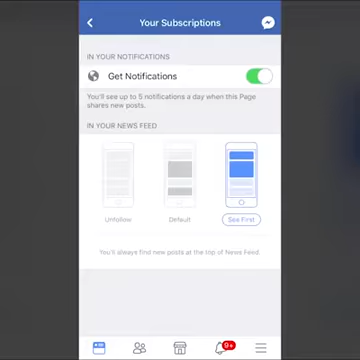 Your Subscriptions
IN YOUR NOTIFICATIONS
Get Notifications
You'll see up to 5 notifications a day when this Page
shares new posts.
IN YOUR NEWS FEED
Unfollow Default See First
You'll always find new posts at the top of News Feed.
9+